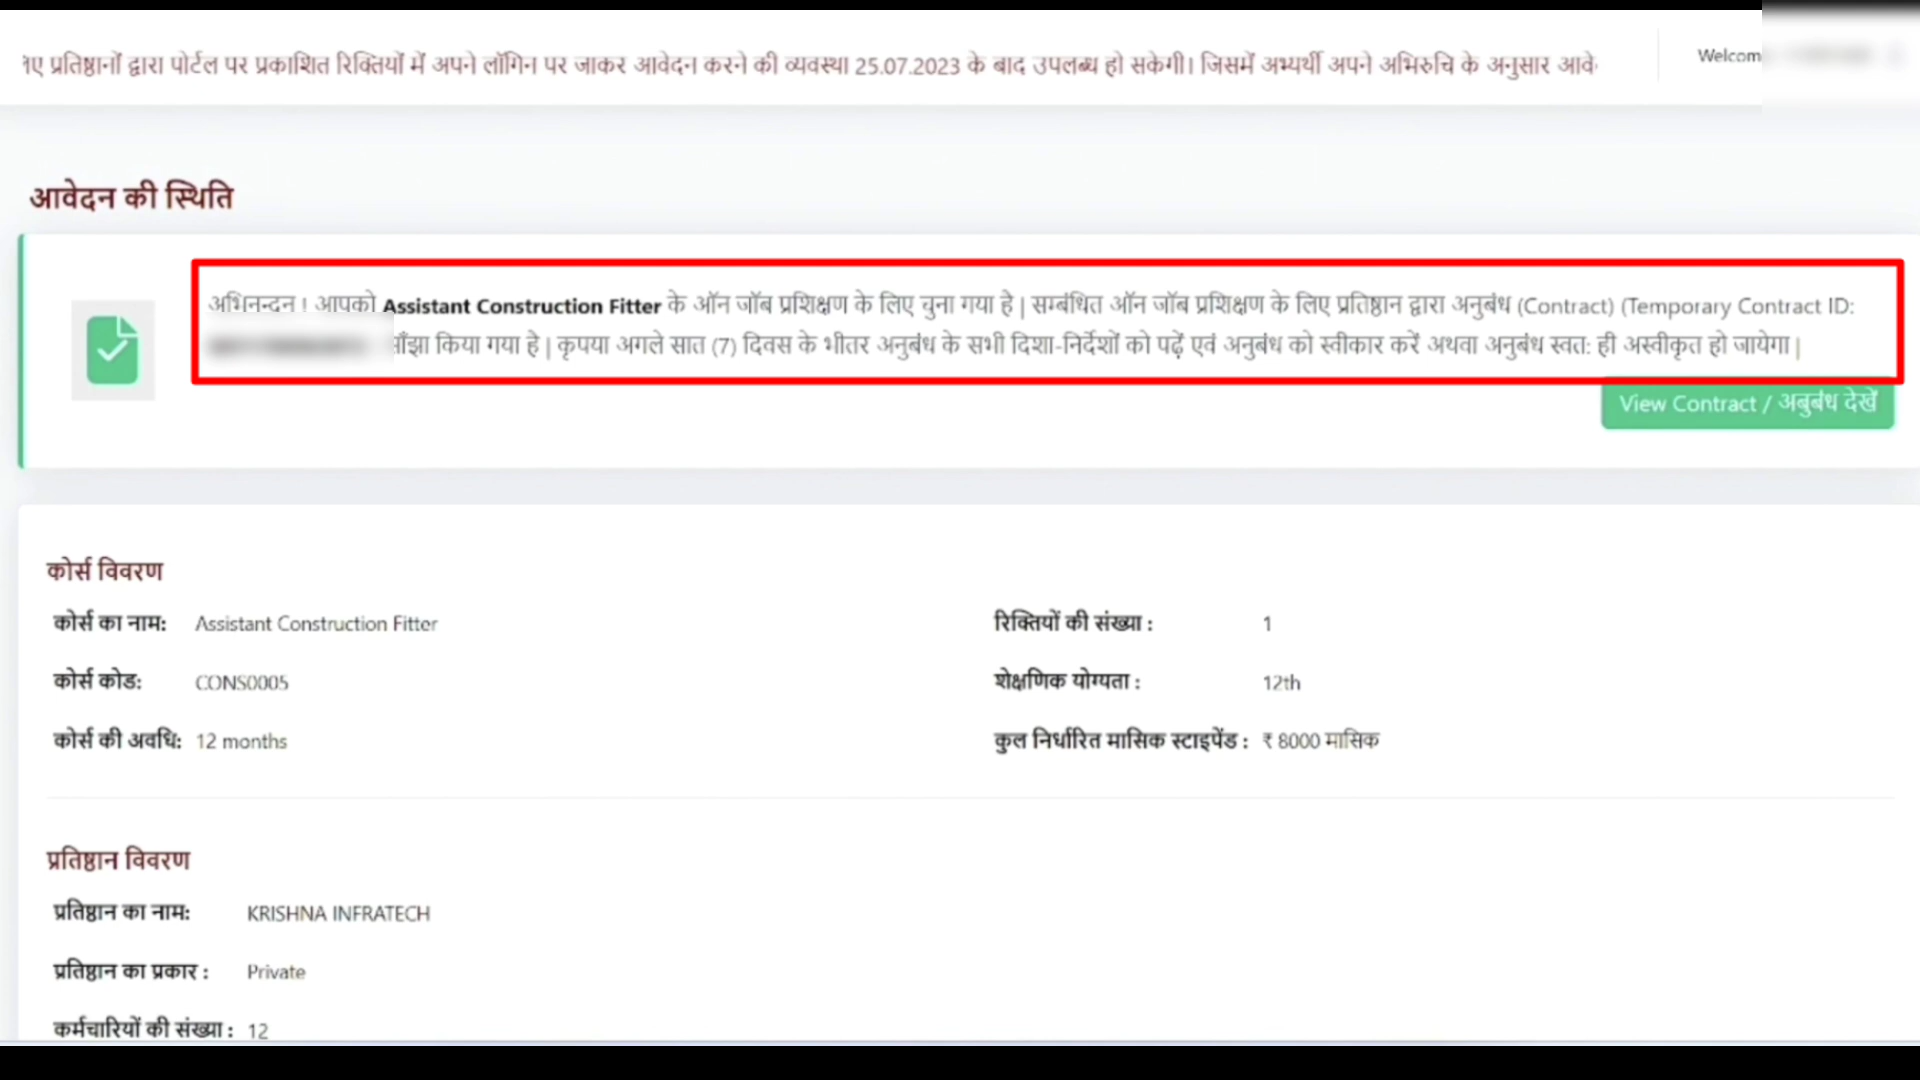 प्रतिष्ठानों द्वारा पोर्टल पर प्रकाशित रिक्तियों में अपने लॉगिन पर जाकर आवेदन करने की व्यवस्था 25.07.2023 के बाद उपलब्ध हो सकेगी। जिसमें अभ्यर्थी अपने अभिरुचि के अनुसार
आवेदन की स्थिति
अभिनन्दन ! आपको Assistant Construction Fitter के ऑन जॉब प्रशिक्षण के लिए चुना गया है | सम्बंधित ऑन जॉब प्रशिक्षण के लिए प्रतिष्ठान द्वारा अनुबंध (Contract) (Temporary Contract ID:
किया गया है | कृपया अगले सात (7) दिवस के भीतर अनुबंध के सभी दिशा-निर्देशों को पढ़ें एवं अनुबंध को स्वीकार करें अथवा अनुबंध स्वत: ही अस्वीकृत हो जायेगा |
View Contract / अबुबंध देखें
कोर्स विवरण
कोर्स का नाम: Assistant Construction Fitter रिक्तियों की संख्या : 1
कोर्स कोड: CONS0005 शेक्षणिक योग्यता : 12th
कोर्स की अवधि: 12 months कुल निर्धारित मासिक स्टाइपेंड : ₹ 8000 मासिक
प्रतिष्ठान विवरण
प्रतिष्ठान का नाम: KRISHNA INFRATECH
प्रतिष्ठान का प्रकार : Private
कर्मचारियों की संख्या : 12